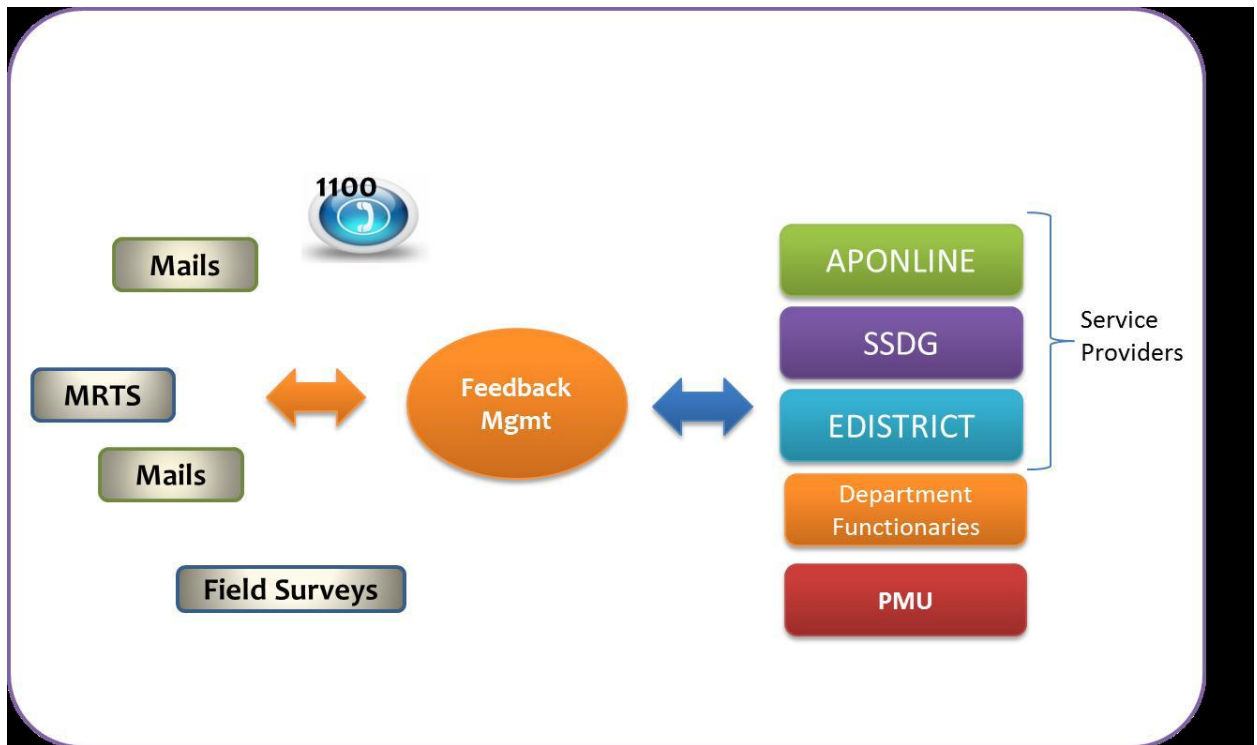 1100
Mails
MRTS
Mails
Field Surveys
Feedback
Mgmt
APONLINE
SSDG
EDISTRICT
Department
Functionaries
PMU
Service
Providers